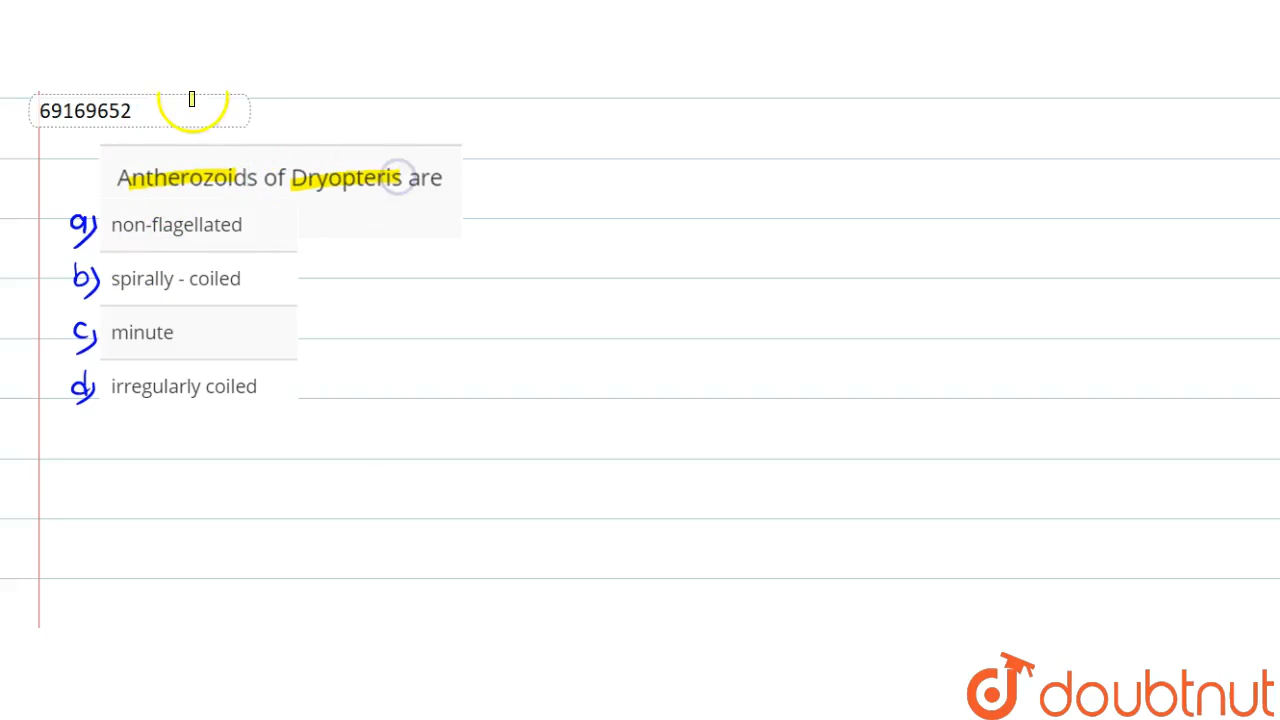 69169652
Antherozoids of Dryopteris are
a) non-flagellated
b) spirally - coiled
c) minute
d) irregularly coiled
doubtnut